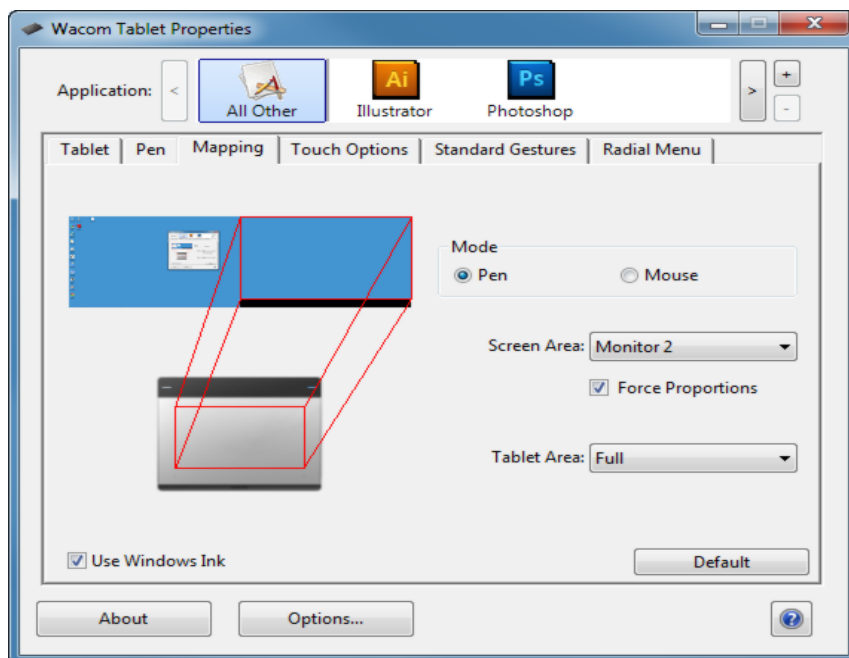 Wacom Tablet Properties
Application: < > + -
Ai Ps
All Other Illustrator Photoshop
Tablet Pen Mapping Touch Options Standard Gestures Radial Menu
Mode
Pen Mouse
Screen Area: Monitor 2
Force Proportions
Tablet Area: Full
Use Windows Ink Default
About Options... ?